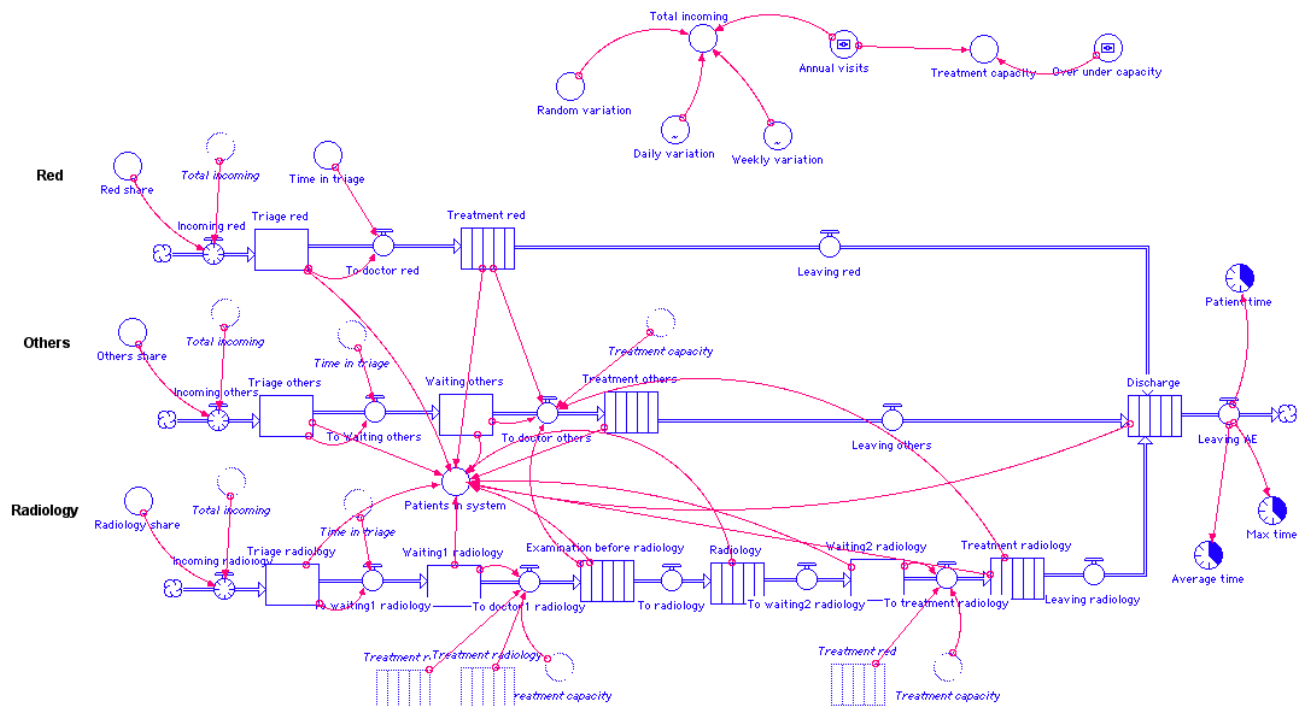 Total incoming
Annual visits
Treatment capacity
Over under capacity
Random variation
Daily variation
Weekly variation
Red
Red share
Total incoming
Time in triage
Incoming red
Triage red
Treatment red
To doctor red
Leaving red
Patient time
Others
Others share
Total incoming
Time in triage
Treatment capacity
Incoming others
Triage others
Waiting others
Treatment others
Discharge
To Waiting others
To doctor others
Leaving others
Leaving AE
Patients in system
Radiology
Radiology share
Total incoming
Time in triage
Max time
Average time
Incoming radiology
Triage radiology
Waiting1 radiology
Examination before radiology
Radiology
Waiting2 radiology
Treatment radiology
waiting1 radiology
To doctor1 radiology
To radiology
To waiting2 radiology
To treatment radiology
Leaving radiology
Treatment
Treatment radiology
Treatment red
reatment capacity
Treatment capacity